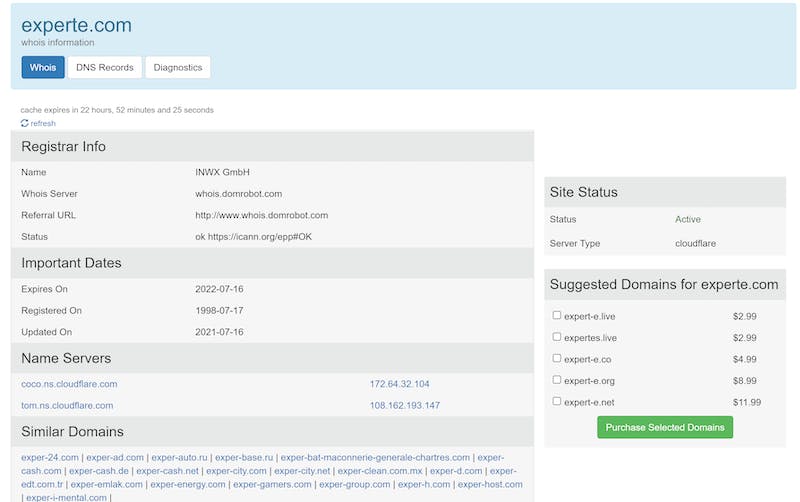 experte.com
whois information
Whois DNS Records Diagnostics
cache expires in 22 hours, 52 minutes and 25 seconds
refresh
Registrar Info
Name INWX GmbH
Whois Server whois.domrobot.com
Referral URL http://www.whois.domrobot.com
Status ok https://icann.org/epp#OK
Important Dates
Expires On 2022-07-16
Registered On 1998-07-17
Updated On 2021-07-16
Name Servers
coco.ns.cloudflare.com 172.64.32.104
tom.ns.cloudflare.com 108.162.193.147
Similar Domains
exper-24.com | exper-ad.com | exper-auto.ru | exper-base.ru | exper-bat-maconnerie-generale-chartres.com | exper-
cash.com | exper-cash.de | exper-cash.net | exper-city.com | exper-city.net | exper-clean.com.mx | exper-d.com | exper-
edt.com.tr | exper-emlak.com | exper-energy.com | exper-gamers.com | exper-group.com | exper-h.com | exper-host.com
| exper-i-mental.com |
Site Status
Status Active
Server Type cloudflare
Suggested Domains for experte.com
expert-e.live $2.99
expertes.live $2.99
expert-e.co $4.99
expert-e.org $8.99
expert-e.net $11.99
Purchase Selected Domains